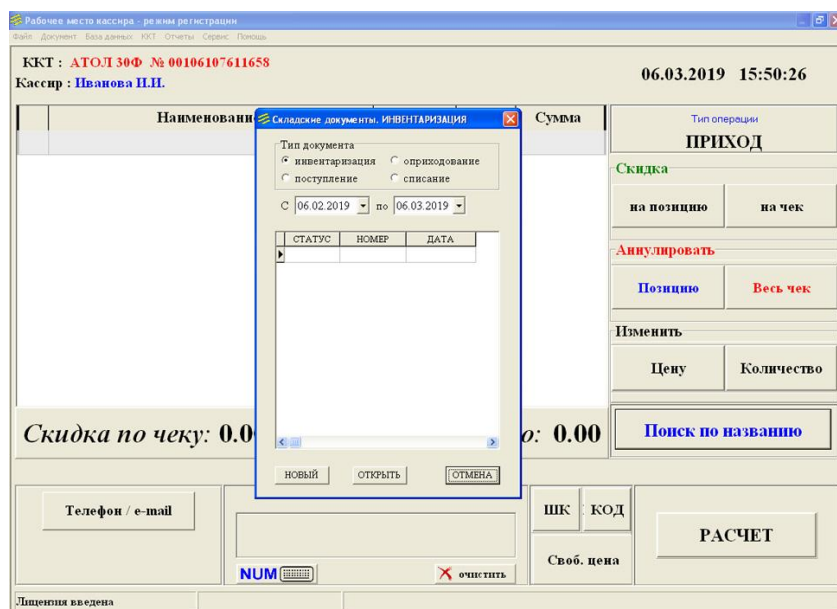 Рабочее место кассира - режим регистрации
Файл Документ База данных ККТ Отчеты Сервис Помощь
ККТ : АТОЛ 30Ф № 00106107611658
Кассир : Иванова И.И.
06.03.2019 15:50:26
Сумма
Складские документы. ИНВЕНТАРИЗАЦИЯ
Тип документа
инвентаризация оприходование
поступление списание
С 06.02.2019 по 06.03.2019
СТАТУС НОМЕР ДАТА
НОВЫЙ ОТКРЫТЬ ОТМЕНА
Тип операции
ПРИХОД
Скидка
на позицию на чек
Аннулировать
Позицию Весь чек
Изменить
Цену Количество
Поиск по названию
Скидка по чеку: 0.0
о: 0.00
Телефон / e-mail
NUM
очистить
ШК КОД
Своб. цена
РАСЧЕТ
Лицензия введена